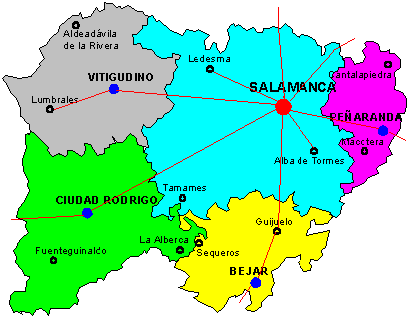 Aldeadávila
de la Rivera
Ledesma
VITIGUDINO
Cantalapiedra
SALAMANCA
Lumbrales
PEÑARANDA
Macotera
Alba de Tormes
Tamames
CIUDAD RODRIGO
Guijuelo
La Alberca
Fuenteguinaldo
Sequeros
BEJAR